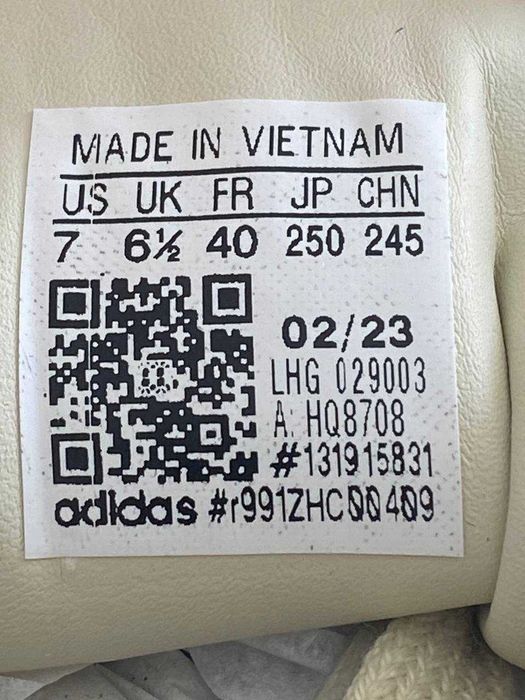 MADE IN VIETNAM
US UK FR JP CHN
7 6½ 40 250 245
02/23
LHG 029003
A. HQ8708
#131915831
adidas #r991ZHC00409